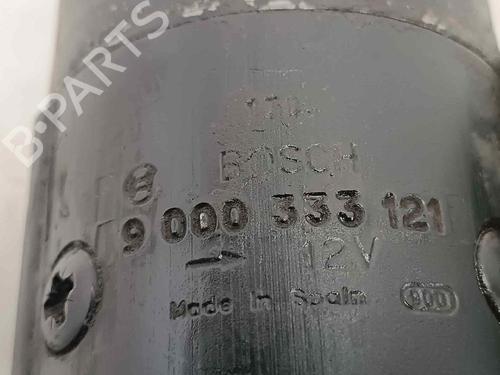 BOSCH
9 000 333 121
12V
Made in Spain
B-PARTS